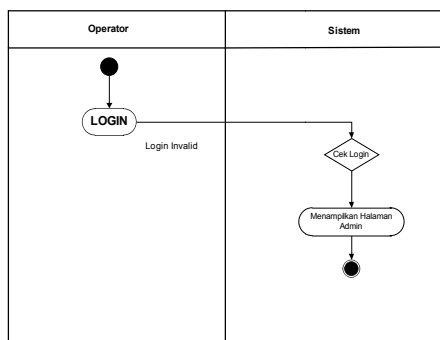 Operator
Sistem
LOGIN
Login Invalid
Cek Login
Menampilkan Halaman
Admin